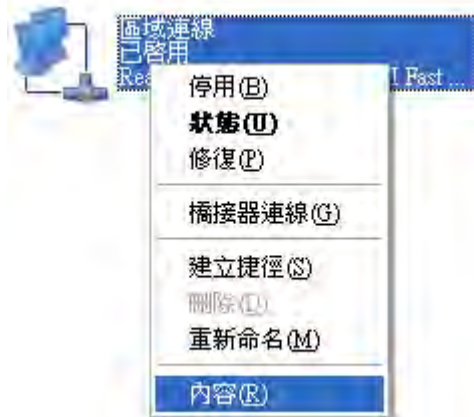 區域連線
已啓用
I Fast ...
停用(B)
狀態(U)
修復(P)
橋接器連線(G)
建立捷徑(S)
刪除(D)
重新命名(M)
內容(R)